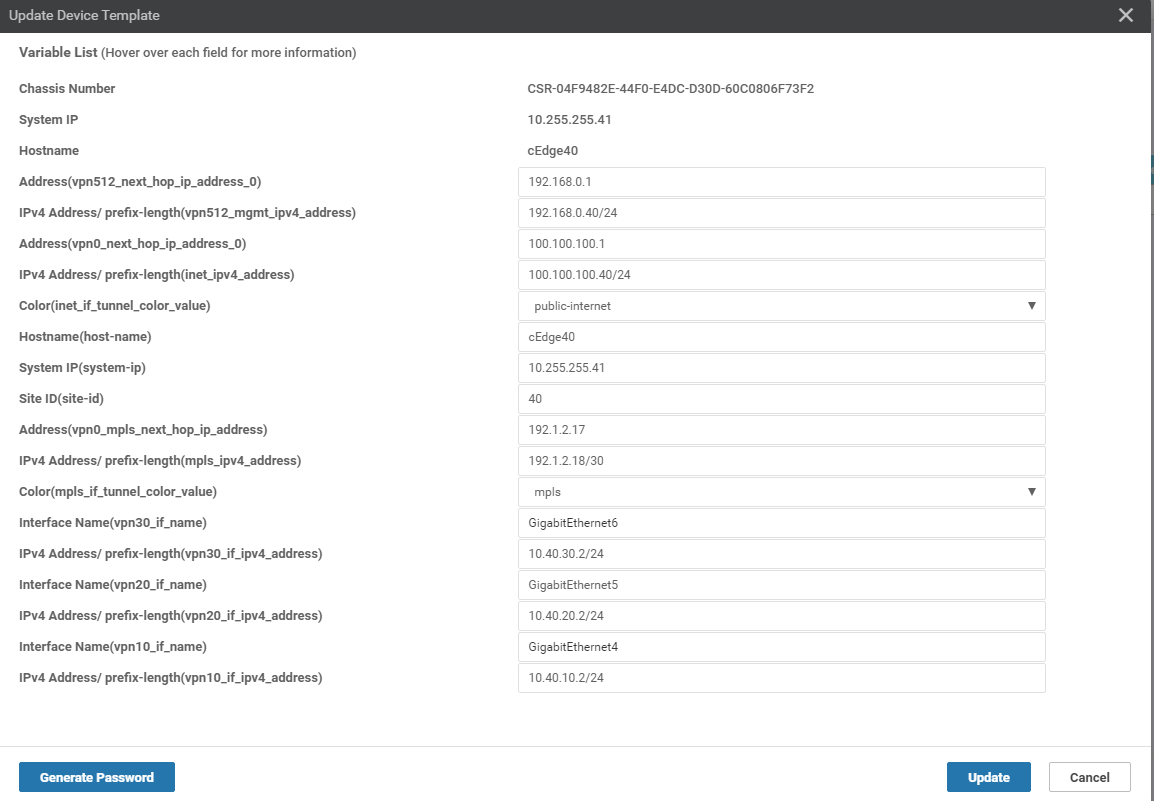 Update Device Template
Variable List (Hover over each field for more information)
Chassis Number CSR-04F9482E-44F0-E4DC-D30D-60C0806F73F2
System IP 10.255.255.41
Hostname cEdge40
Address(vpn512_next_hop_ip_address_0) 192.168.0.1
IPv4 Address/ prefix-length(vpn512_mgmt_ipv4_address) 192.168.0.40/24
Address(vpn0_next_hop_ip_address_0) 100.100.100.1
IPv4 Address/ prefix-length(inet_ipv4_address) 100.100.100.40/24
Color(inet_if_tunnel_color_value) public-internet
Hostname(host-name) cEdge40
System IP(system-ip) 10.255.255.41
Site ID(site-id) 40
Address(vpn0_mpls_next_hop_ip_address) 192.1.2.17
IPv4 Address/ prefix-length(mpls_ipv4_address) 192.1.2.18/30
Color(mpls_if_tunnel_color_value) mpls
Interface Name(vpn30_if_name) GigabitEthernet6
IPv4 Address/ prefix-length(vpn30_if_ipv4_address) 10.40.30.2/24
Interface Name(vpn20_if_name) GigabitEthernet5
IPv4 Address/ prefix-length(vpn20_if_ipv4_address) 10.40.20.2/24
Interface Name(vpn10_if_name) GigabitEthernet4
IPv4 Address/ prefix-length(vpn10_if_ipv4_address) 10.40.10.2/24
Generate Password Update Cancel